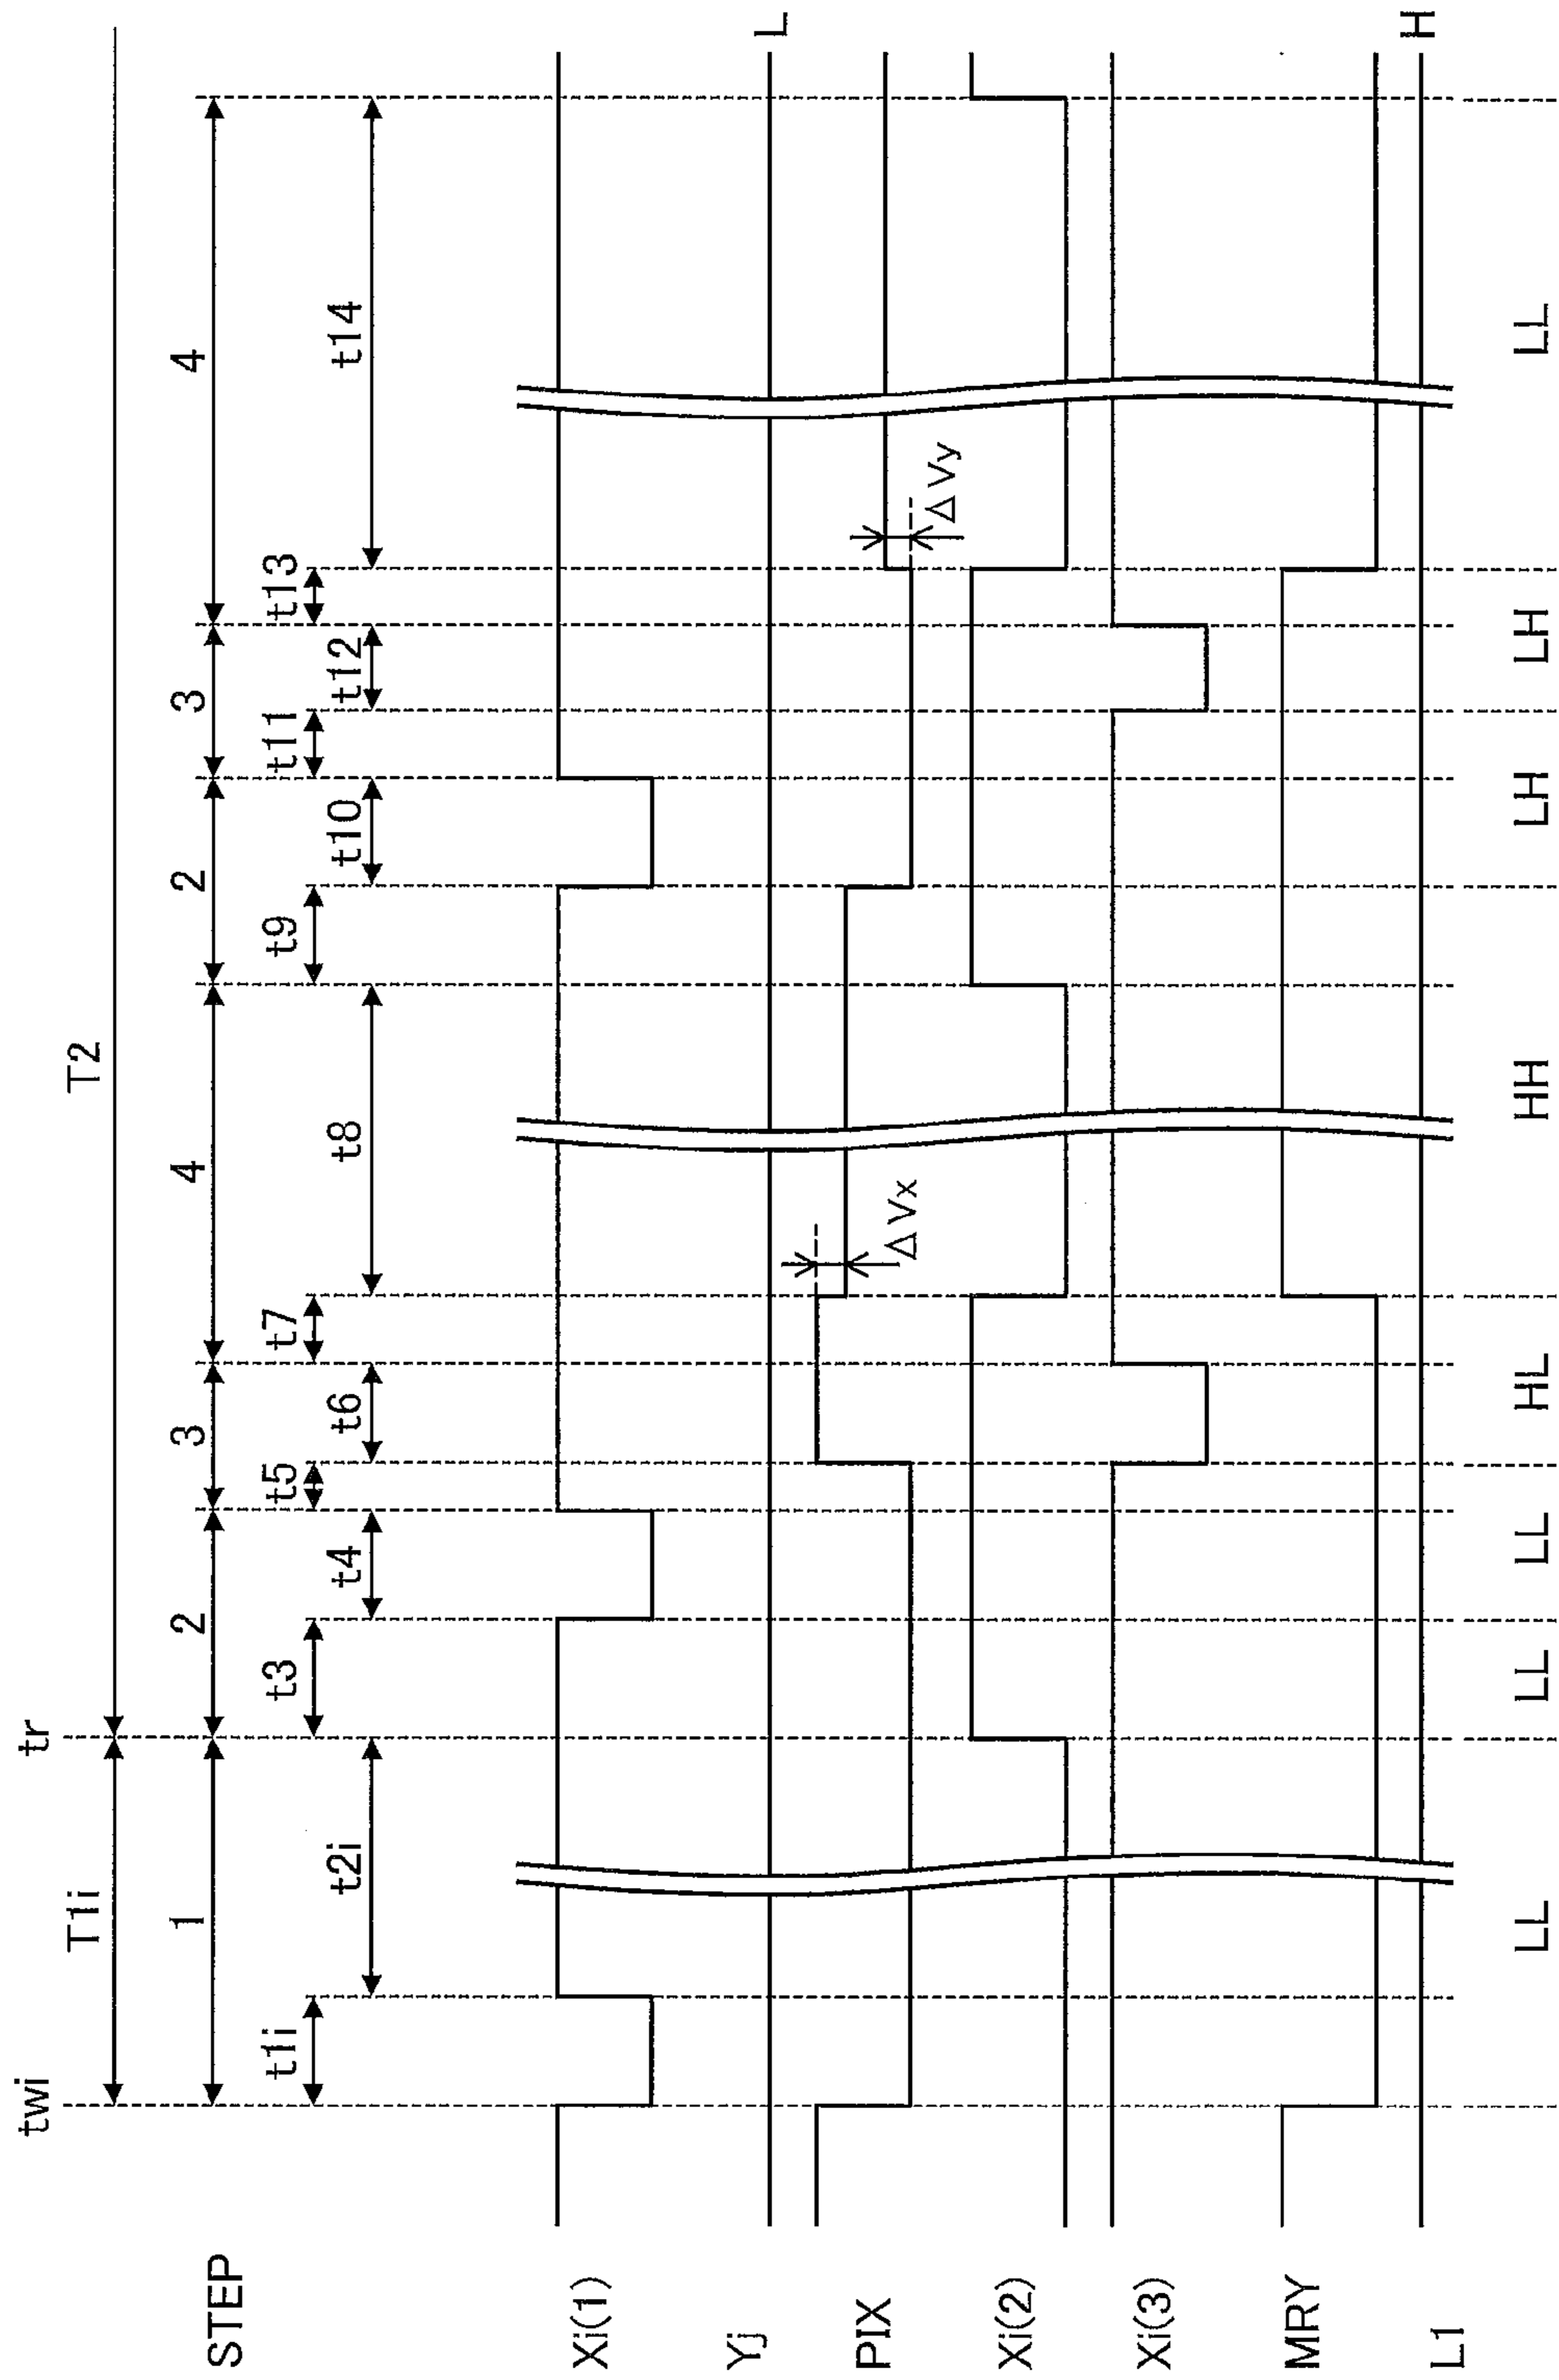 twi tr
T1i T2
STEP 1 2 3 4 2 3 4
t1i t3 t5 t7 t9 t11 t13
t2i t4 t6 t8 t10 t12 t14
Xi(1)
Yj L
PIX ΔVx ΔVy
Xi(2)
Xi(3)
MRY
L1 H
LL LL LL HL HH LH LH LL